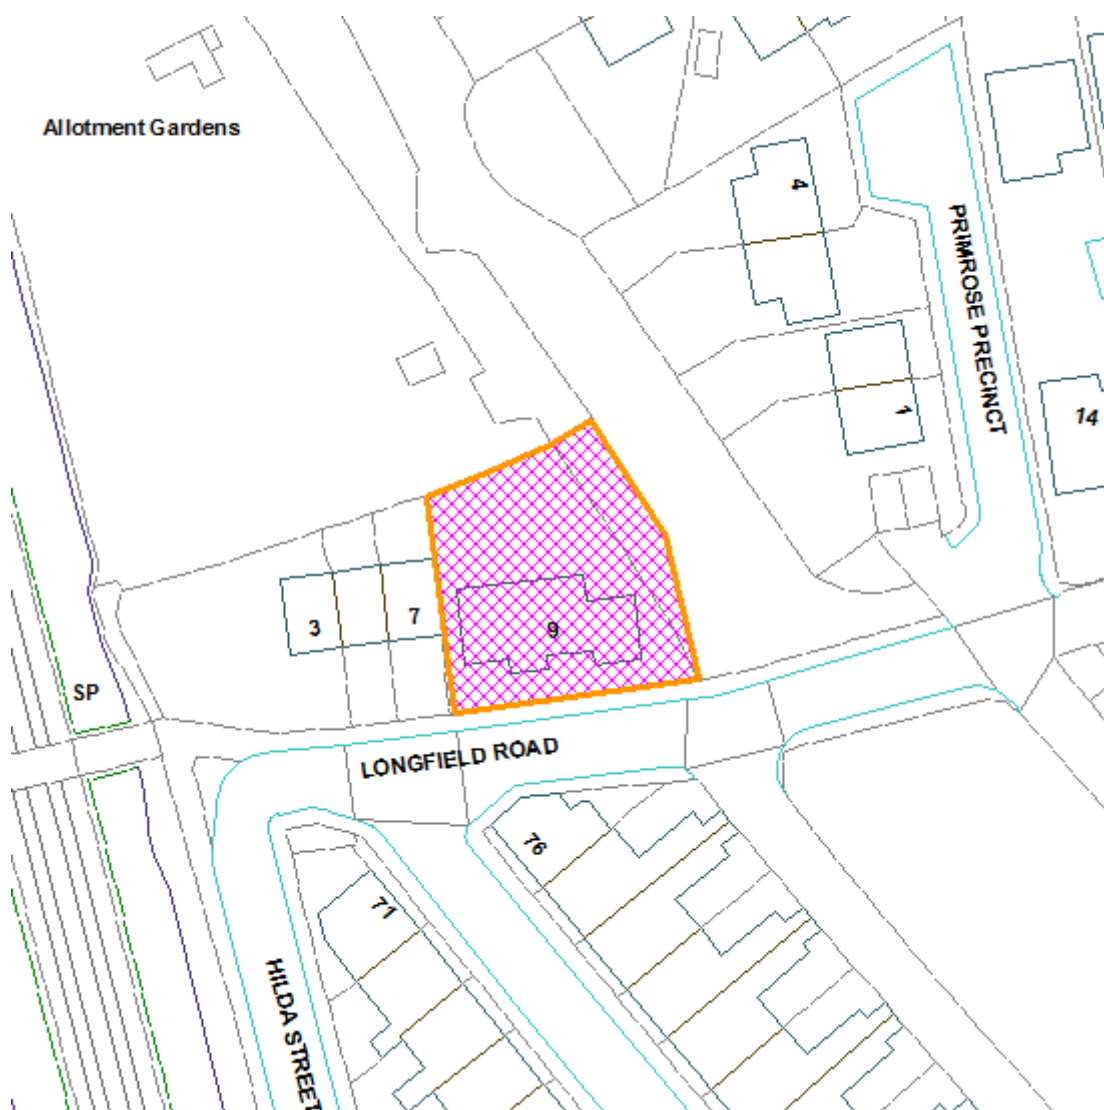 Allotment Gardens
4
PRIMROSE PRECINCT
1
14
3
7
9
SP
LONGFIELD ROAD
76
71
HILDA STREET